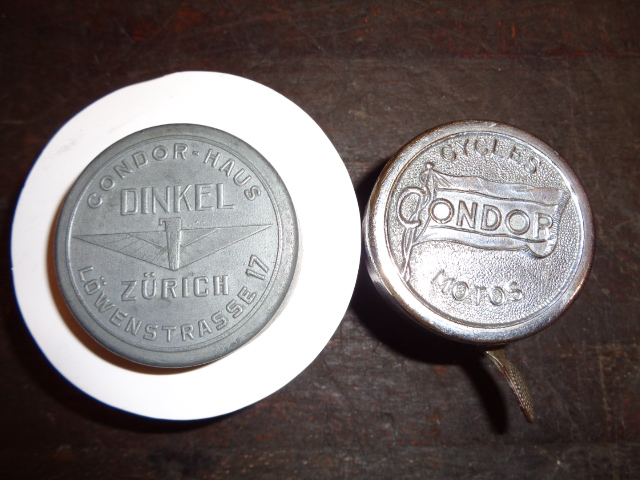 CONDOR-HAUS
DINKEL
ZÜRICH
LÖWENSTRASSE 17
CYCLES
CONDOR
MOTOS